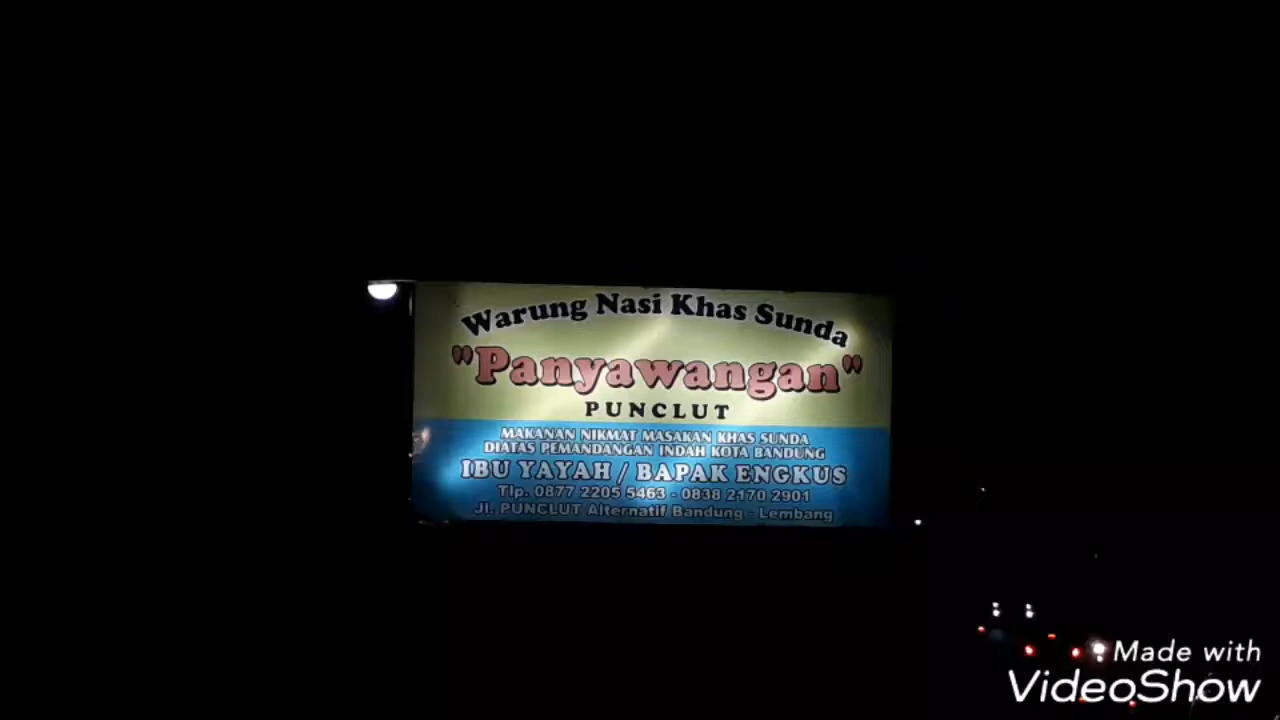 Warung Nasi Khas Sunda
"Panyawangan"
PUNCLUT
MAKANAN NIKMAT MASAKAN KHAS SUNDA
DIATAS PEMANDANGAN INDAH KOTA BANDUNG
IBU YAYAH / BAPAK ENGKUS
Tlp. 0877 2205 5463 - 0838 2170 2901
Jl. PUNCLUT Alternatif Bandung - Lembang
Made with
VideoShow